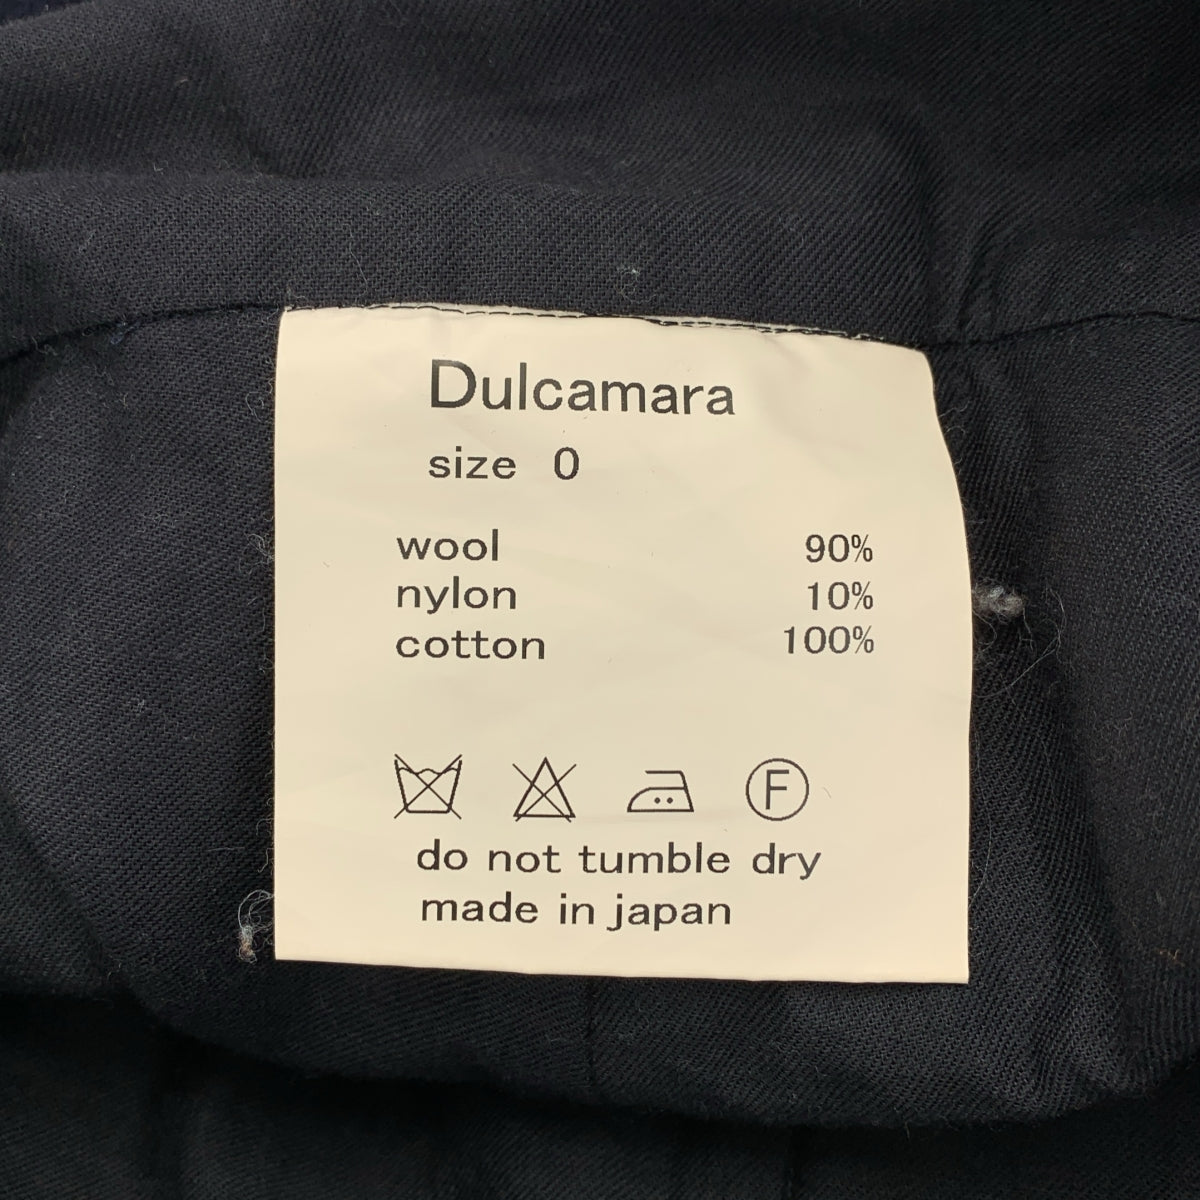 Dulcamara
size 0
wool 90%
nylon 10%
cotton 100%
F
do not tumble dry
made in japan